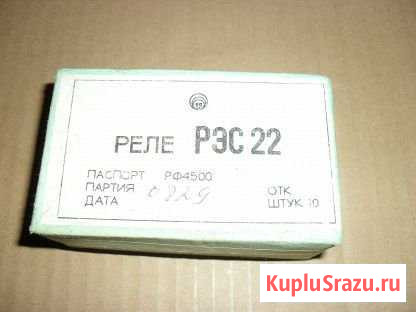 РЕЛЕ РЭС 22
ПАСПОРТ РФ4500
ПАРТИЯ 0829 ОТК
ДАТА ШТУК 10
KupluSrazu.ru